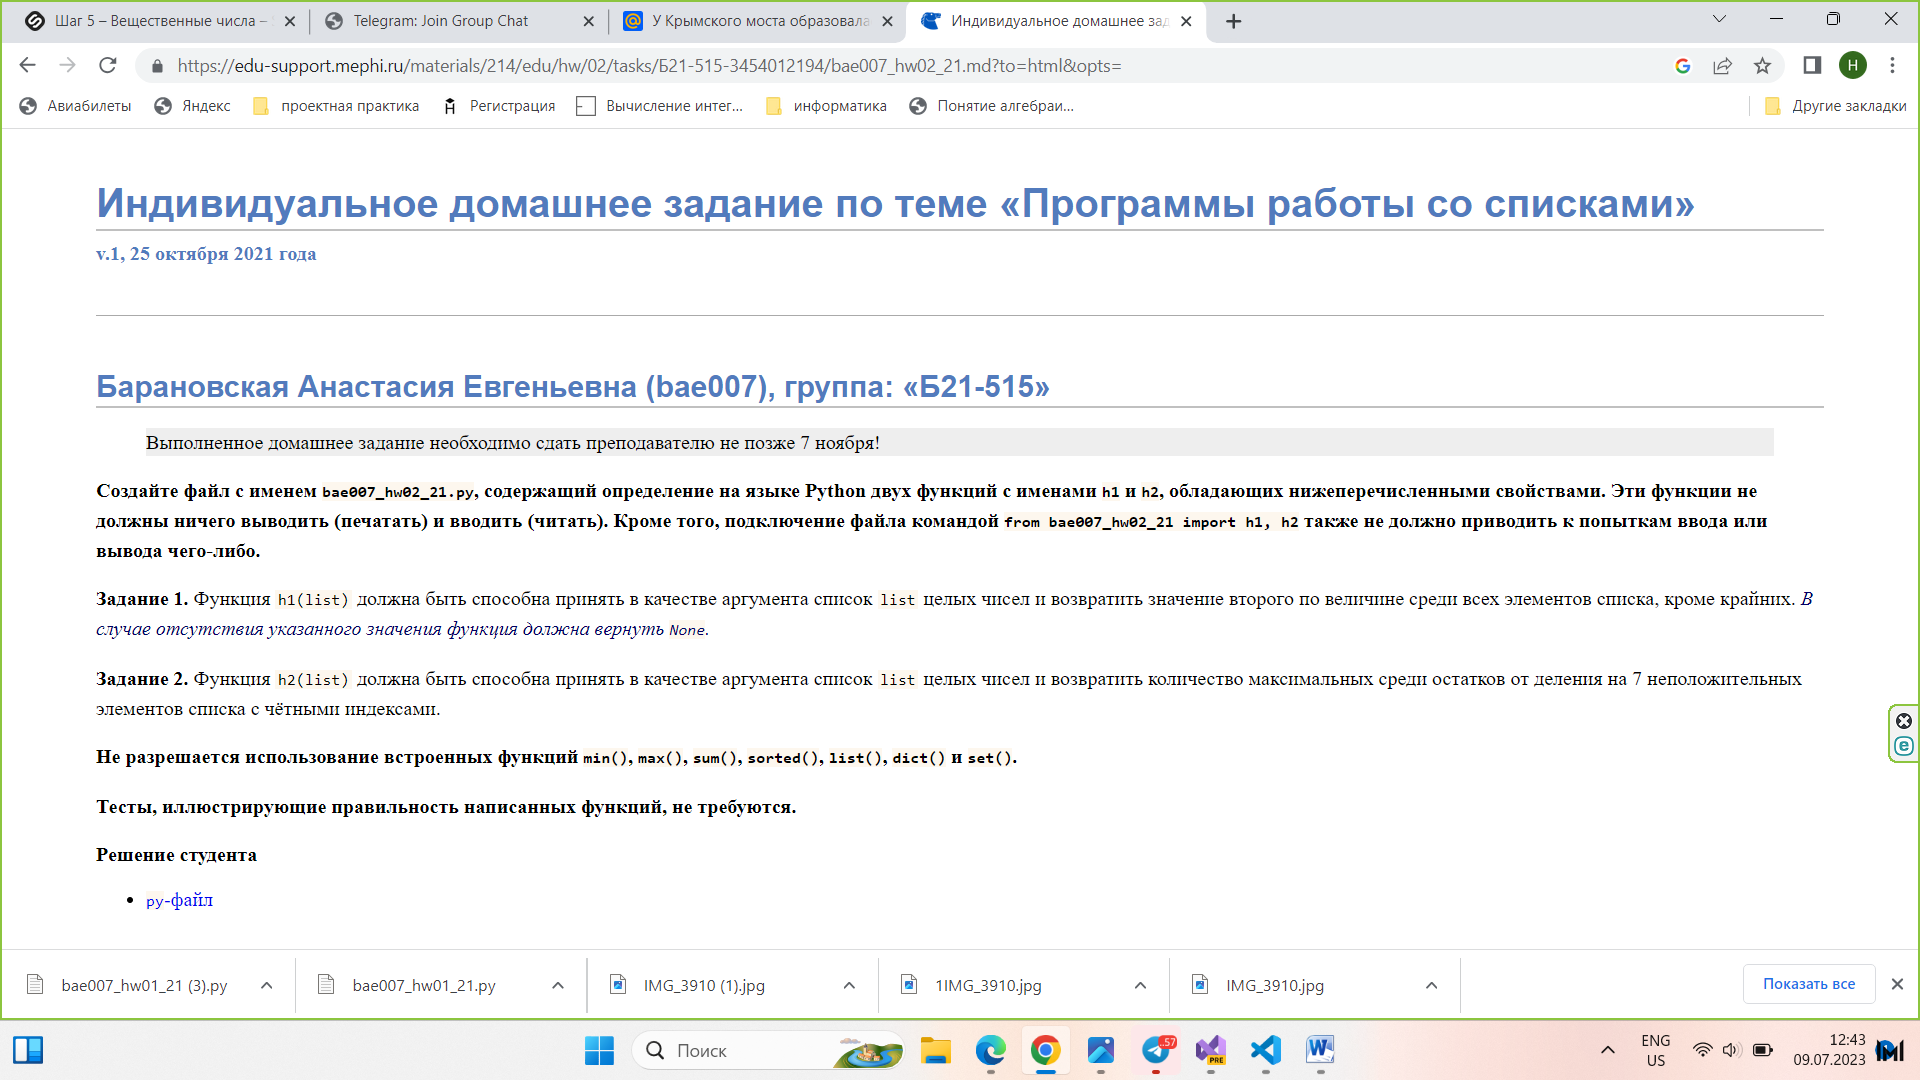 Шаг 5 – Вещественные числа –
Telegram: Join Group Chat
У Крымского моста образовала
Индивидуальное домашнее зад
https://edu-support.mephi.ru/materials/214/edu/hw/02/tasks/Б21-515-3454012194/bae007_hw02_21.md?to=html&opts=
H
Авиабилеты
Яндекс
проектная практика
Регистрация
Вычисление интег...
информатика
Понятие алгебраи...
Другие закладки
Индивидуальное домашнее задание по теме «Программы работы со списками»
v.1, 25 октября 2021 года
Барановская Анастасия Евгеньевна (bae007), группа: «Б21-515»
Выполненное домашнее задание необходимо сдать преподавателю не позже 7 ноября!
Создайте файл с именем bae007_hw02_21.py, содержащий определение на языке Python двух функций с именами h1 и h2, обладающих нижеперечисленными свойствами. Эти функции не
должны ничего выводить (печатать) и вводить (читать). Кроме того, подключение файла командой from bae007_hw02_21 import h1, h2 также не должно приводить к попыткам ввода или
вывода чего-либо.
Задание 1. Функция h1(list) должна быть способна принять в качестве аргумента список list целых чисел и возвратить значение второго по величине среди всех элементов списка, кроме крайних. В
случае отсутствия указанного значения функция должна вернуть None.
Задание 2. Функция h2(list) должна быть способна принять в качестве аргумента список list целых чисел и возвратить количество максимальных среди остатков от деления на 7 неположительных
элементов списка с чётными индексами.
Не разрешается использование встроенных функций min(), max(), sum(), sorted(), list(), dict() и set().
Тесты, иллюстрирующие правильность написанных функций, не требуются.
Решение студента
py-файл
bae007_hw01_21 (3).py
bae007_hw01_21.py
IMG_3910 (1).jpg
1IMG_3910.jpg
IMG_3910.jpg
Показать все
Поиск
.57
PRE
ENG
US
12:43
09.07.2023